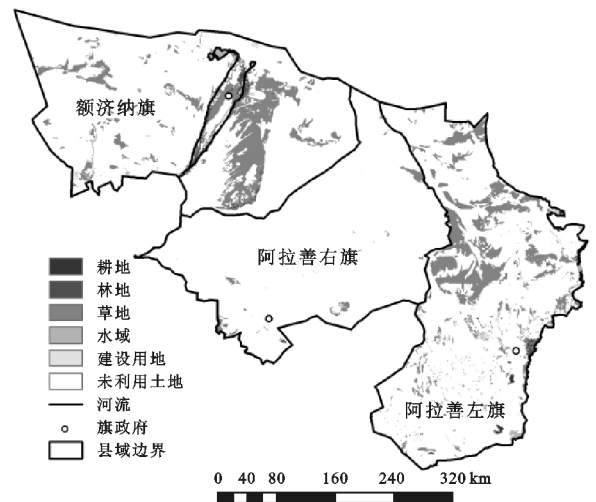 额济纳旗
阿拉善右旗
阿拉善左旗
耕地
林地
草地
水域
建设用地
未利用土地
河流
旗政府
县域边界
0 40 80 160 240 320 km